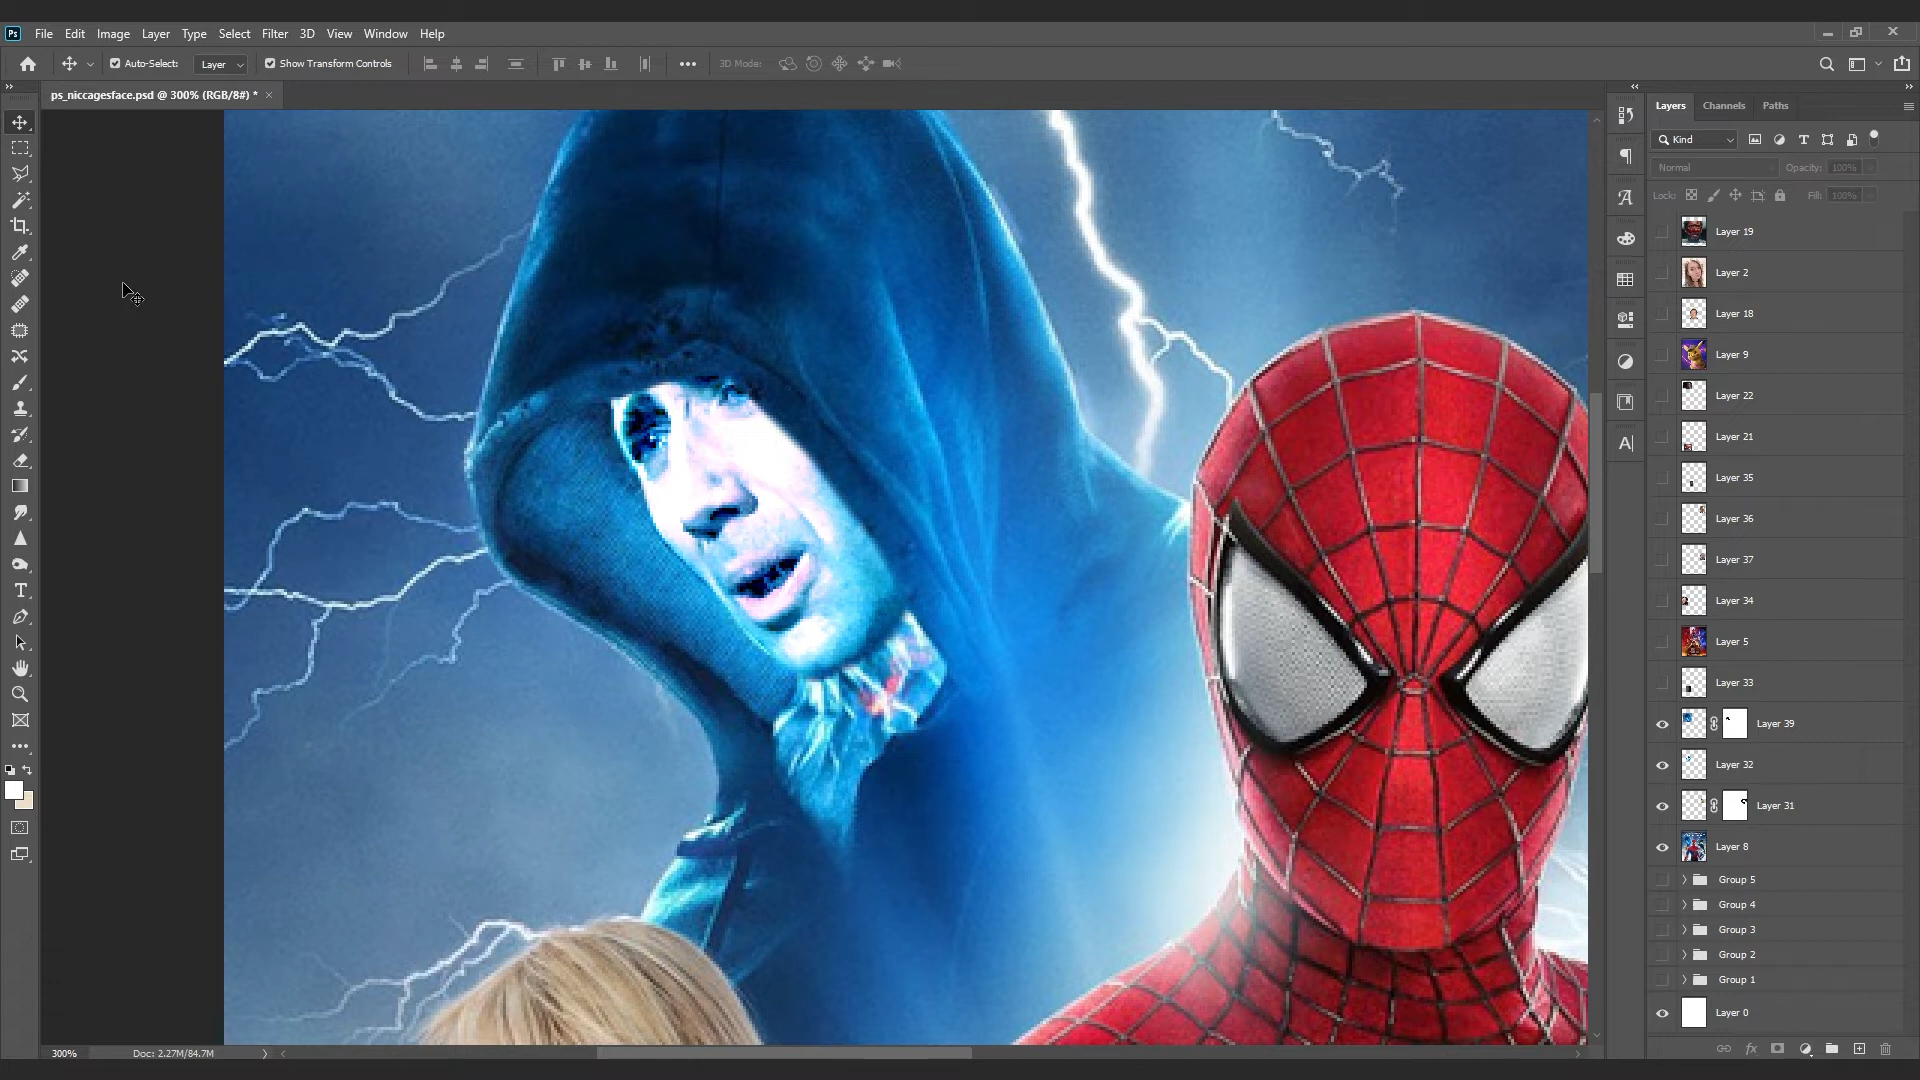 Ps File Edit Image Layer Type Select Filter 3D View Window Help
Auto-Select: Layer Show Transform Controls 3D Mode:
ps_niccagesface.psd @ 300% (RGB/8#) * ×
Layers Channels Paths
Kind
Normal Opacity: 100%
Lock: Fill: 100%
Layer 19
Layer 2
Layer 18
Layer 9
Layer 22
Layer 21
Layer 35
Layer 36
Layer 37
Layer 34
Layer 5
Layer 33
Layer 39
Layer 32
Layer 31
Layer 8
Group 5
Group 4
Group 3
Group 2
Group 1
Layer 0
300% Doc: 2.27M/84.7M